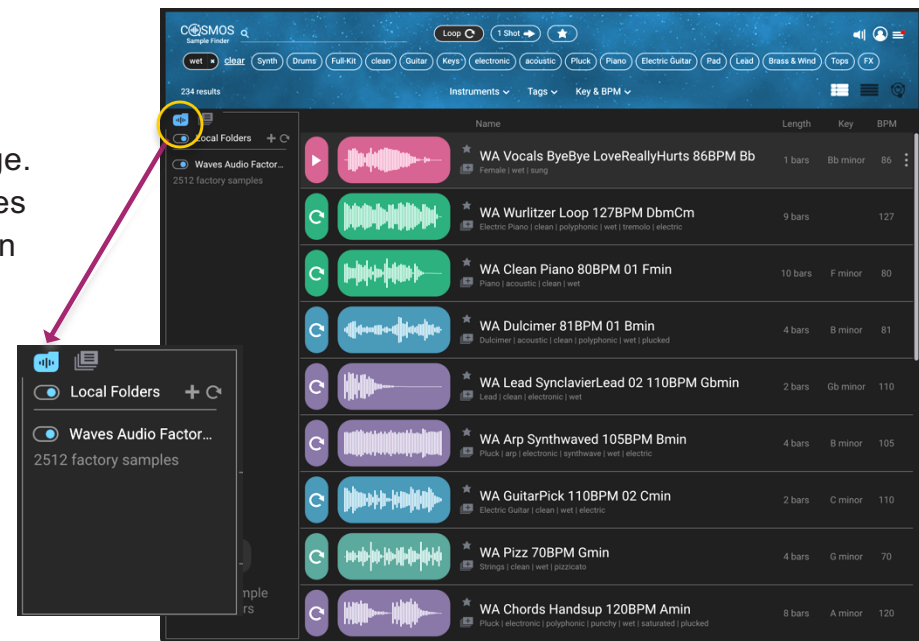 COSMOS
Sample Finder
Loop
1 Shot
wet
clear
Synth
Drums
Full-Kit
clean
Guitar
Keys
electronic
acoustic
Pluck
Piano
Electric Guitar
Pad
Lead
Brass & Wind
Tops
FX
234 results
Instruments
Tags
Key & BPM
Local Folders
Waves Audio Factor...
2512 factory samples
Name Length Key BPM
WA Vocals ByeBye LoveReallyHurts 86BPM Bb 1 bars Bb minor 86
Female | wet | sung
WA Wurlitzer Loop 127BPM DbmCm 9 bars 127
Electric Piano | clean | polyphonic | wet | tremolo | electric
WA Clean Piano 80BPM 01 Fmin 10 bars F minor 80
Piano | acoustic | clean | wet
WA Dulcimer 81BPM 01 Bmin 4 bars B minor 81
Dulcimer | acoustic | clean | polyphonic | wet | plucked
WA Lead SynclavierLead 02 110BPM Gbmin 2 bars Gb minor 110
Lead | clean | electronic | wet
WA Arp Synthwaved 105BPM Bmin 4 bars B minor 105
Pluck | arp | electronic | synthwave | wet | electric
WA GuitarPick 110BPM 02 Cmin 2 bars C minor 110
Electric Guitar | clean | wet | electric
WA Pizz 70BPM Gmin 4 bars G minor 70
Strings | clean | wet | pizzicato
WA Chords Handsup 120BPM Amin 8 bars A minor 120
Pluck | electronic | polyphonic | punchy | wet | saturated | plucked
Local Folders
Waves Audio Factor...
2512 factory samples